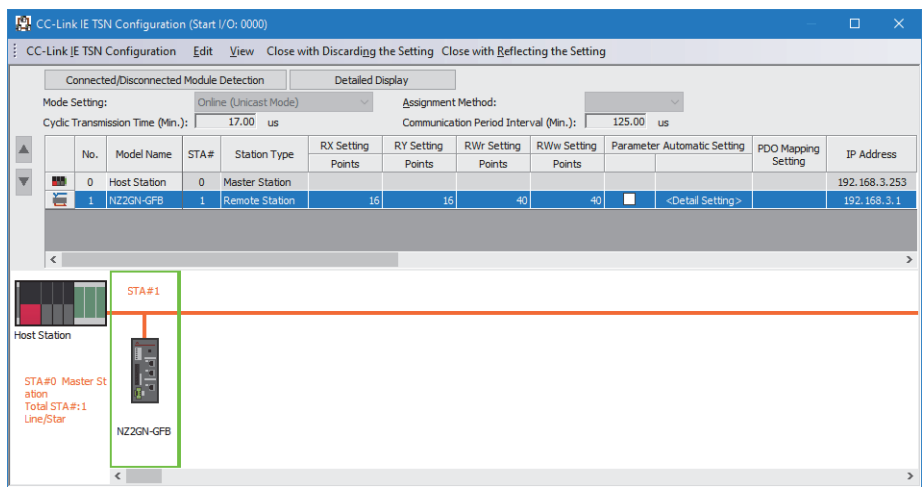 CC-Link IE TSN Configuration (Start I/O: 0000)
CC-Link IE TSN Configuration Edit View Close with Discarding the Setting Close with Reflecting the Setting
Connected/Disconnected Module Detection Detailed Display
Mode Setting: Online (Unicast Mode) Assignment Method:
Cyclic Transmission Time (Min.): 17.00 us Communication Period Interval (Min.): 125.00 us
No. Model Name STA# Station Type RX Setting RY Setting RWr Setting RWw Setting Parameter Automatic Setting PDO Mapping Setting IP Address
Points Points Points Points
0 Host Station 0 Master Station 192.168.3.253
1 NZ2GN-GFB 1 Remote Station 16 16 40 40 <Detail Setting> 192.168.3.1
STA#1
Host Station
STA#0 Master St
ation
Total STA#:1
Line/Star
NZ2GN-GFB